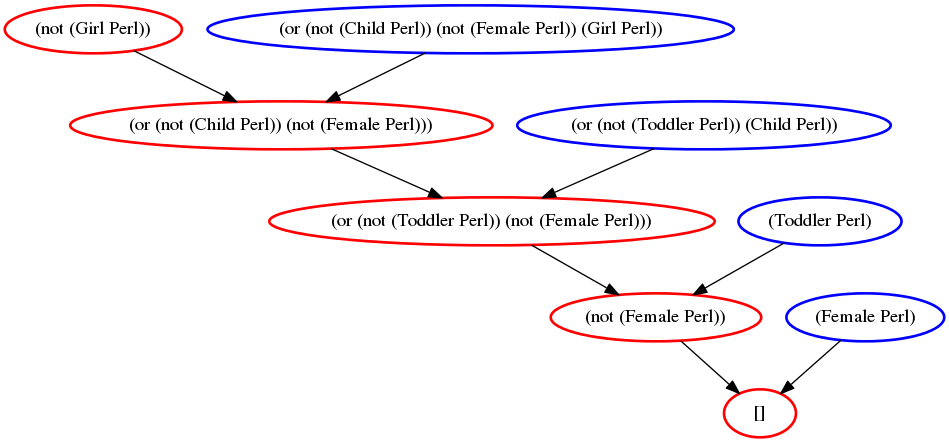 (not (Girl Perl))
(or (not (Child Perl)) (not (Female Perl)) (Girl Perl))
(or (not (Child Perl)) (not (Female Perl)))
(or (not (Toddler Perl)) (Child Perl))
(or (not (Toddler Perl)) (not (Female Perl)))
(Toddler Perl)
(not (Female Perl))
(Female Perl)
[]